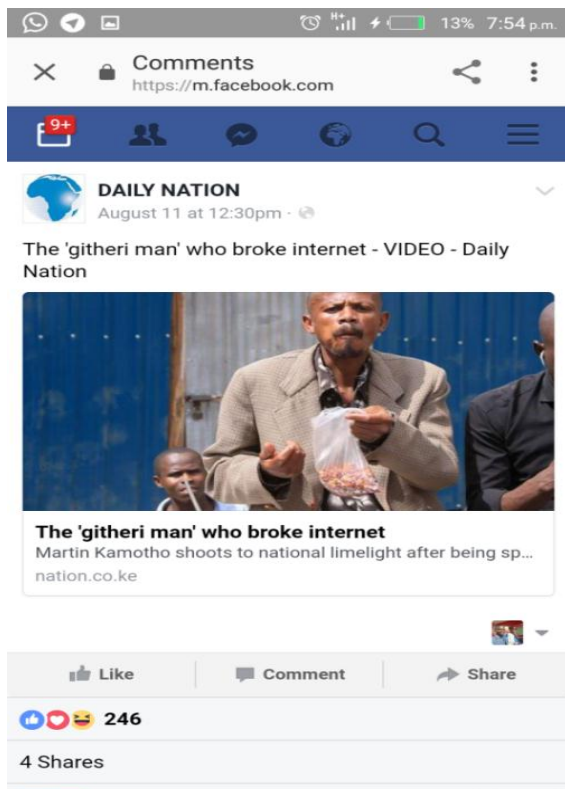 H+ 13% 7:54 p.m.
Comments
https://m.facebook.com
9+
DAILY NATION
August 11 at 12:30pm ·
The 'githeri man' who broke internet - VIDEO - Daily
Nation
The 'githeri man' who broke internet
Martin Kamotho shoots to national limelight after being sp...
nation.co.ke
Like Comment Share
246
4 Shares